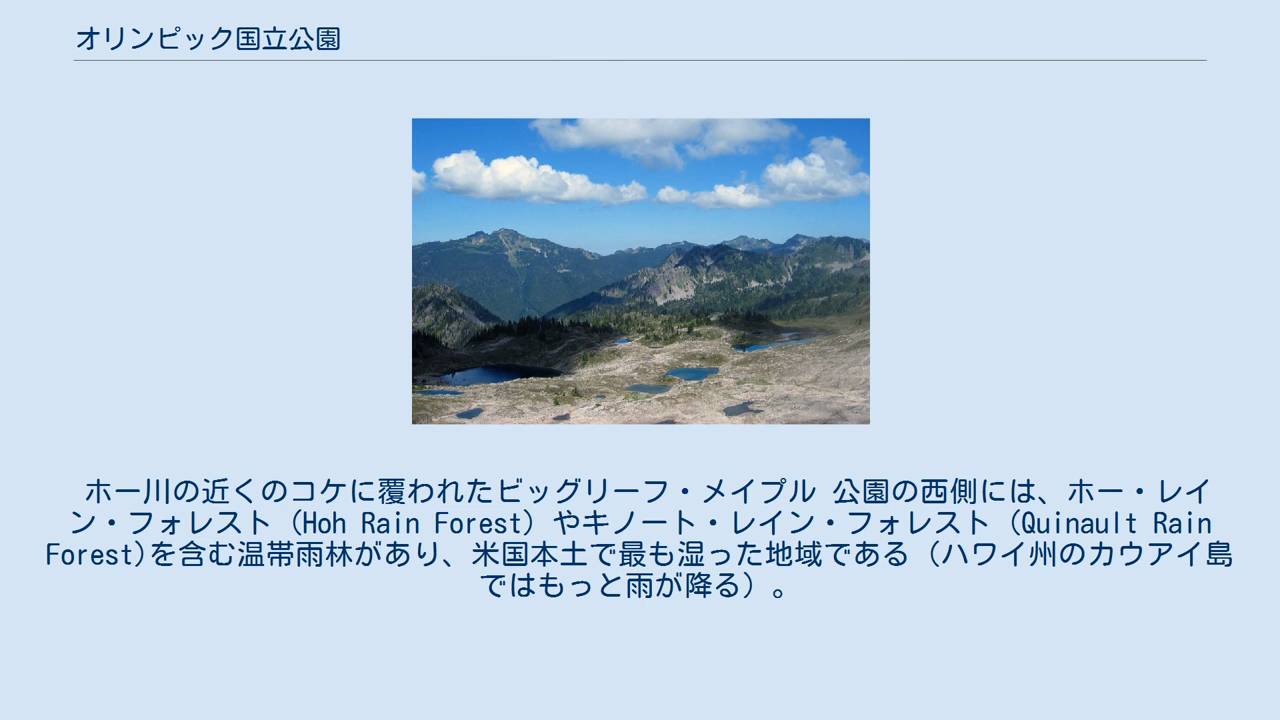 オリンピック国立公園
ホー川の近くのコケに覆われたビッグリーフ・メイプル 公園の西側には、ホー・レイ
ン・フォレスト (Hoh Rain Forest) やキノート・レイン・フォレスト (Quinault Rain
Forest)を含む温帯雨林があり、米国本土で最も湿った地域である（ハワイ州のカウアイ島
ではもっと雨が降る）。